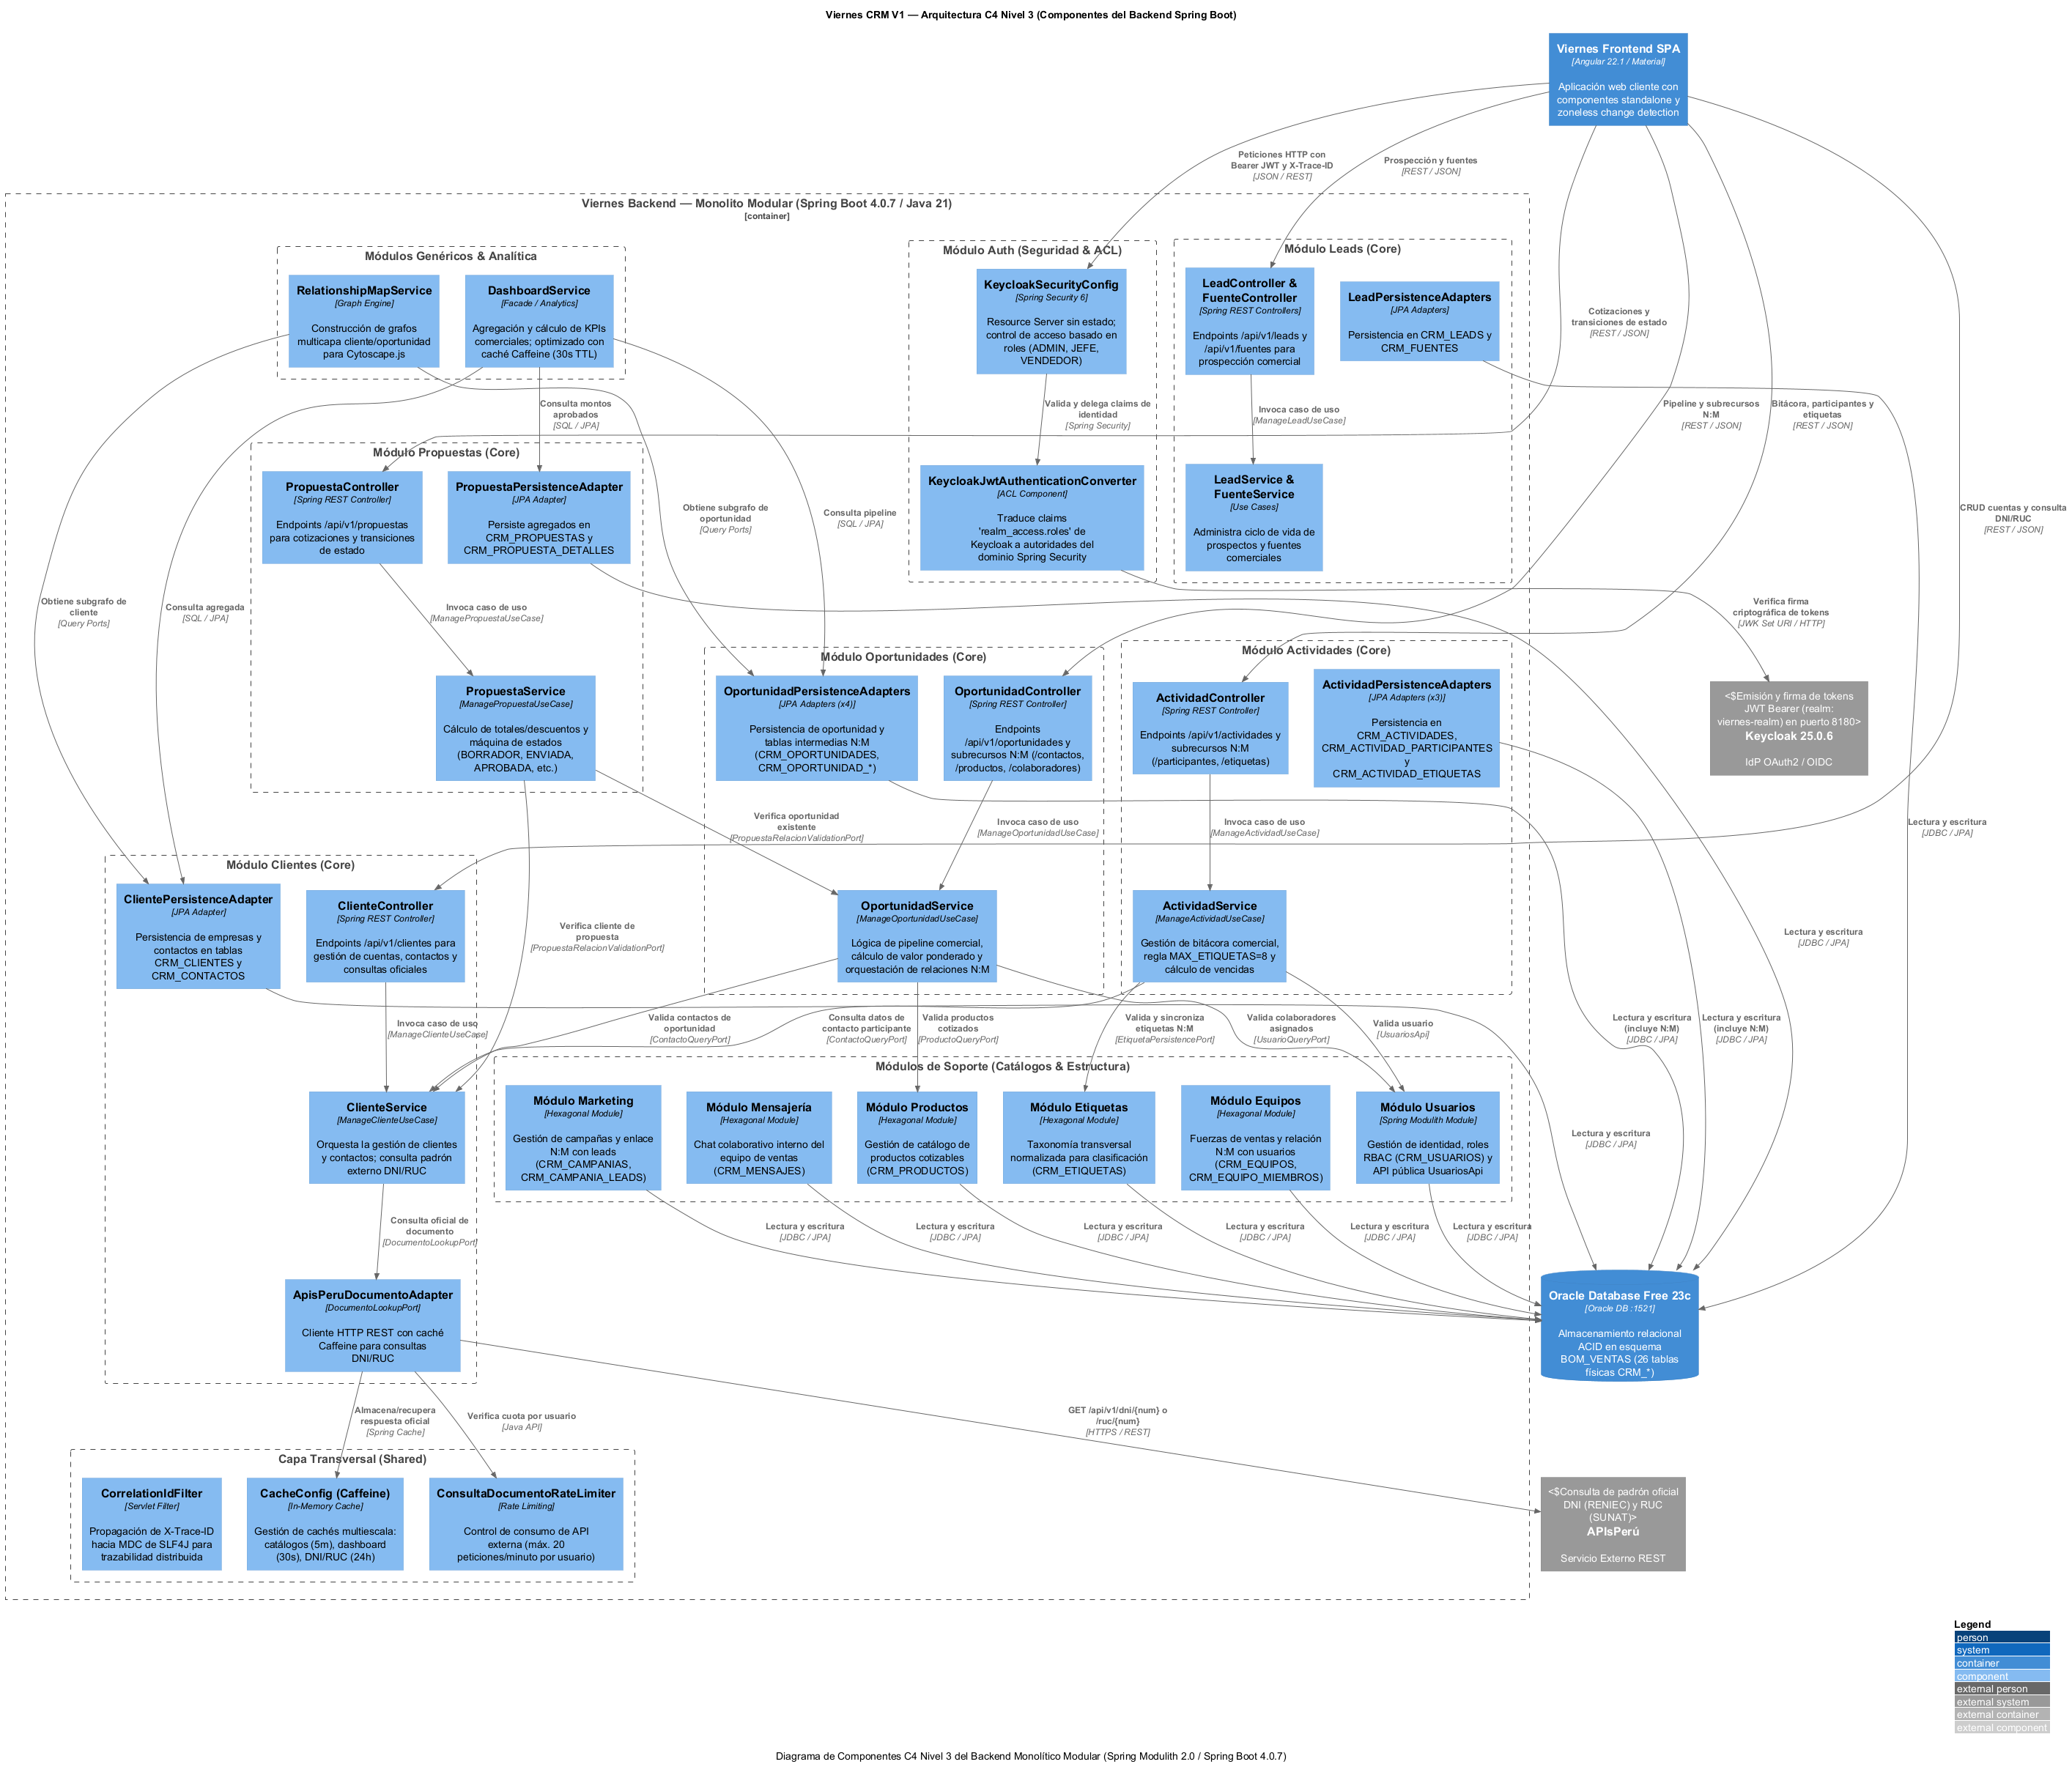 Viernes CRM V1 — Arquitectura C4 Nivel 3 (Componentes del Backend Spring Boot)
Viernes Frontend SPA
[Angular 22.1 / Material]
Aplicación web cliente con
componentes standalone y
zoneless change detection
Peticiones HTTP con
Bearer JWT y X-Trace-ID
[JSON / REST]
Prospección y fuentes
[REST / JSON]
Viernes Backend — Monolito Modular (Spring Boot 4.0.7 / Java 21)
[container]
Módulos Genéricos & Analítica
RelationshipMapService
[Graph Engine]
Construcción de grafos
multicapa cliente/oportunidad
para Cytoscape.js
DashboardService
[Facade / Analytics]
Agregación y cálculo de KPIs
comerciales; optimizado con
caché Caffeine (30s TTL)
Módulo Auth (Seguridad & ACL)
KeycloakSecurityConfig
[Spring Security 6]
Resource Server sin estado;
control de acceso basado en
roles (ADMIN, JEFE,
VENDEDOR)
Módulo Leads (Core)
LeadController &
FuenteController
[Spring REST Controllers]
Endpoints /api/v1/leads y
/api/v1/fuentes para
prospección comercial
LeadPersistenceAdapters
[JPA Adapters]
Persistencia en CRM_LEADS y
CRM_FUENTES
Cotizaciones y
transiciones de estado
[REST / JSON]
Consulta montos
aprobados
[SQL / JPA]
Valida y delega claims de
identidad
[Spring Security]
Invoca caso de uso
[ManageLeadUseCase]
Pipeline y subrecursos
N:M
[REST / JSON]
Bitácora, participantes y
etiquetas
[REST / JSON]
Módulo Propuestas (Core)
PropuestaController
[Spring REST Controller]
Endpoints /api/v1/propuestas
para cotizaciones y transiciones
de estado
PropuestaPersistenceAdapter
[JPA Adapter]
Persiste agregados en
CRM_PROPUESTAS y
CRM_PROPUESTA_DETALLES
KeycloakJwtAuthenticationConverter
[ACL Component]
Traduce claims
'realm_access.roles' de
Keycloak a autoridades del
dominio Spring Security
LeadService &
FuenteService
[Use Cases]
Administra ciclo de vida de
prospectos y fuentes
comerciales
Obtiene subgrafo de
oportunidad
[Query Ports]
Consulta pipeline
[SQL / JPA]
CRUD cuentas y consulta
DNI/RUC
[REST / JSON]
Obtiene subgrafo de
cliente
[Query Ports]
Consulta agregada
[SQL / JPA]
Invoca caso de uso
[ManagePropuestaUseCase]
Verifica firma
criptográfica de tokens
[JWK Set URI / HTTP]
PropuestaService
[ManagePropuestaUseCase]
Cálculo de totales/descuentos y
máquina de estados
(BORRADOR, ENVIADA,
APROBADA, etc.)
Módulo Oportunidades (Core)
OportunidadPersistenceAdapters
[JPA Adapters (x4)]
Persistencia de oportunidad y
tablas intermedias N:M
(CRM_OPORTUNIDADES,
CRM_OPORTUNIDAD_*)
OportunidadController
[Spring REST Controller]
Endpoints
/api/v1/oportunidades y
subrecursos N:M (/contactos,
/productos, /colaboradores)
Módulo Actividades (Core)
ActividadController
[Spring REST Controller]
Endpoints /api/v1/actividades y
subrecursos N:M
(/participantes, /etiquetas)
ActividadPersistenceAdapters
[JPA Adapters (x3)]
Persistencia en
CRM_ACTIVIDADES,
CRM_ACTIVIDAD_PARTICIPANTES
y
CRM_ACTIVIDAD_ETIQUETAS
<$Emisión y firma de tokens
JWT Bearer (realm:
viernes-realm) en puerto 8180>
Keycloak 25.0.6
IdP OAuth2 / OIDC
Verifica oportunidad
existente
[PropuestaRelacionValidationPort]
Invoca caso de uso
[ManageOportunidadUseCase]
Invoca caso de uso
[ManageActividadUseCase]
Lectura y escritura
[JDBC / JPA]
Módulo Clientes (Core)
ClientePersistenceAdapter
[JPA Adapter]
Persistencia de empresas y
contactos en tablas
CRM_CLIENTES y
CRM_CONTACTOS
ClienteController
[Spring REST Controller]
Endpoints /api/v1/clientes para
gestión de cuentas, contactos y
consultas oficiales
Verifica cliente de
propuesta
[PropuestaRelacionValidationPort]
OportunidadService
[ManageOportunidadUseCase]
Lógica de pipeline comercial,
cálculo de valor ponderado y
orquestación de relaciones N:M
ActividadService
[ManageActividadUseCase]
Gestión de bitácora comercial,
regla MAX_ETIQUETAS=8 y
cálculo de vencidas
Lectura y escritura
[JDBC / JPA]
Invoca caso de uso
[ManageClienteUseCase]
Valida contactos de
oportunidad
[ContactoQueryPort]
Consulta datos de
contacto participante
[ContactoQueryPort]
Valida productos
cotizados
[ProductoQueryPort]
Valida y sincroniza
etiquetas N:M
[EtiquetaPersistencePort]
Valida colaboradores
asignados
[UsuarioQueryPort]
Valida usuario
[UsuariosApi]
Lectura y escritura
(incluye N:M)
[JDBC / JPA]
Lectura y escritura
(incluye N:M)
[JDBC / JPA]
ClienteService
[ManageClienteUseCase]
Orquesta la gestión de clientes
y contactos; consulta padrón
externo DNI/RUC
Módulos de Soporte (Catálogos & Estructura)
Módulo Marketing
[Hexagonal Module]
Gestión de campañas y enlace
N:M con leads
(CRM_CAMPANIAS,
CRM_CAMPANIA_LEADS)
Módulo Mensajería
[Hexagonal Module]
Chat colaborativo interno del
equipo de ventas
(CRM_MENSAJES)
Módulo Productos
[Hexagonal Module]
Gestión de catálogo de
productos cotizables
(CRM_PRODUCTOS)
Módulo Etiquetas
[Hexagonal Module]
Taxonomía transversal
normalizada para clasificación
(CRM_ETIQUETAS)
Módulo Equipos
[Hexagonal Module]
Fuerzas de ventas y relación
N:M con usuarios
(CRM_EQUIPOS,
CRM_EQUIPO_MIEMBROS)
Módulo Usuarios
[Spring Modulith Module]
Gestión de identidad, roles
RBAC (CRM_USUARIOS) y
API pública UsuariosApi
Lectura y escritura
[JDBC / JPA]
Consulta oficial de
documento
[DocumentoLookupPort]
Lectura y escritura
[JDBC / JPA]
Lectura y escritura
[JDBC / JPA]
Lectura y escritura
[JDBC / JPA]
Lectura y escritura
[JDBC / JPA]
Lectura y escritura
[JDBC / JPA]
Lectura y escritura
[JDBC / JPA]
ApisPeruDocumentoAdapter
[DocumentoLookupPort]
Cliente HTTP REST con caché
Caffeine para consultas
DNI/RUC
Oracle Database Free 23c
[Oracle DB :1521]
Almacenamiento relacional
ACID en esquema
BOM_VENTAS (26 tablas
físicas CRM_*)
Almacena/recupera
respuesta oficial
[Spring Cache]
Verifica cuota por usuario
[Java API]
GET /api/v1/dni/{num} o
/ruc/{num}
[HTTPS / REST]
Capa Transversal (Shared)
CorrelationIdFilter
[Servlet Filter]
Propagación de X-Trace-ID
hacia MDC de SLF4J para
trazabilidad distribuida
CacheConfig (Caffeine)
[In-Memory Cache]
Gestión de cachés multiescala:
catálogos (5m), dashboard
(30s), DNI/RUC (24h)
ConsultaDocumentoRateLimiter
[Rate Limiting]
Control de consumo de API
externa (máx. 20
peticiones/minuto por usuario)
<$Consulta de padrón oficial
DNI (RENIEC) y RUC
(SUNAT)>
APIsPerú
Servicio Externo REST
Legend
person
system
container
component
external person
external system
external container
external component
Diagrama de Componentes C4 Nivel 3 del Backend Monolítico Modular (Spring Modulith 2.0 / Spring Boot 4.0.7)